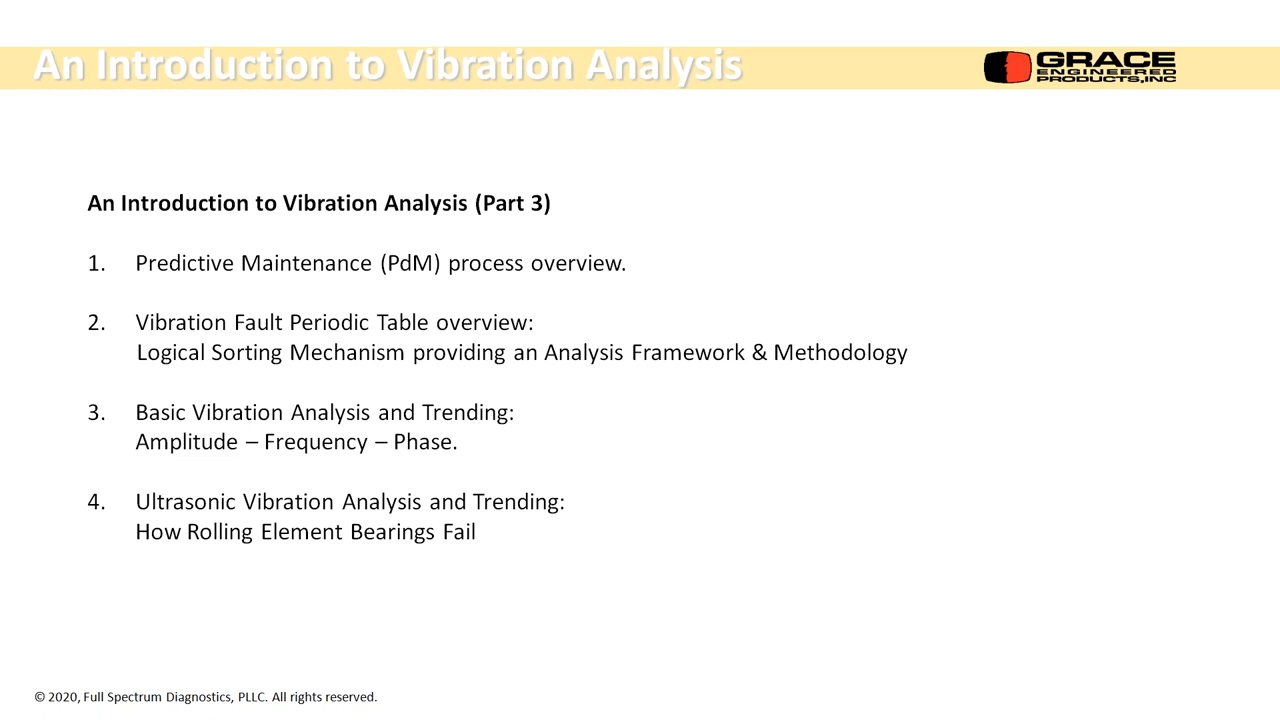 An Introduction to Vibration Analysis
GRACE
ENGINEERED
PRODUCTS,INC
An Introduction to Vibration Analysis (Part 3)
1. Predictive Maintenance (PdM) process overview.
2. Vibration Fault Periodic Table overview:
Logical Sorting Mechanism providing an Analysis Framework & Methodology
3. Basic Vibration Analysis and Trending:
Amplitude – Frequency – Phase.
4. Ultrasonic Vibration Analysis and Trending:
How Rolling Element Bearings Fail
© 2020, Full Spectrum Diagnostics, PLLC. All rights reserved.